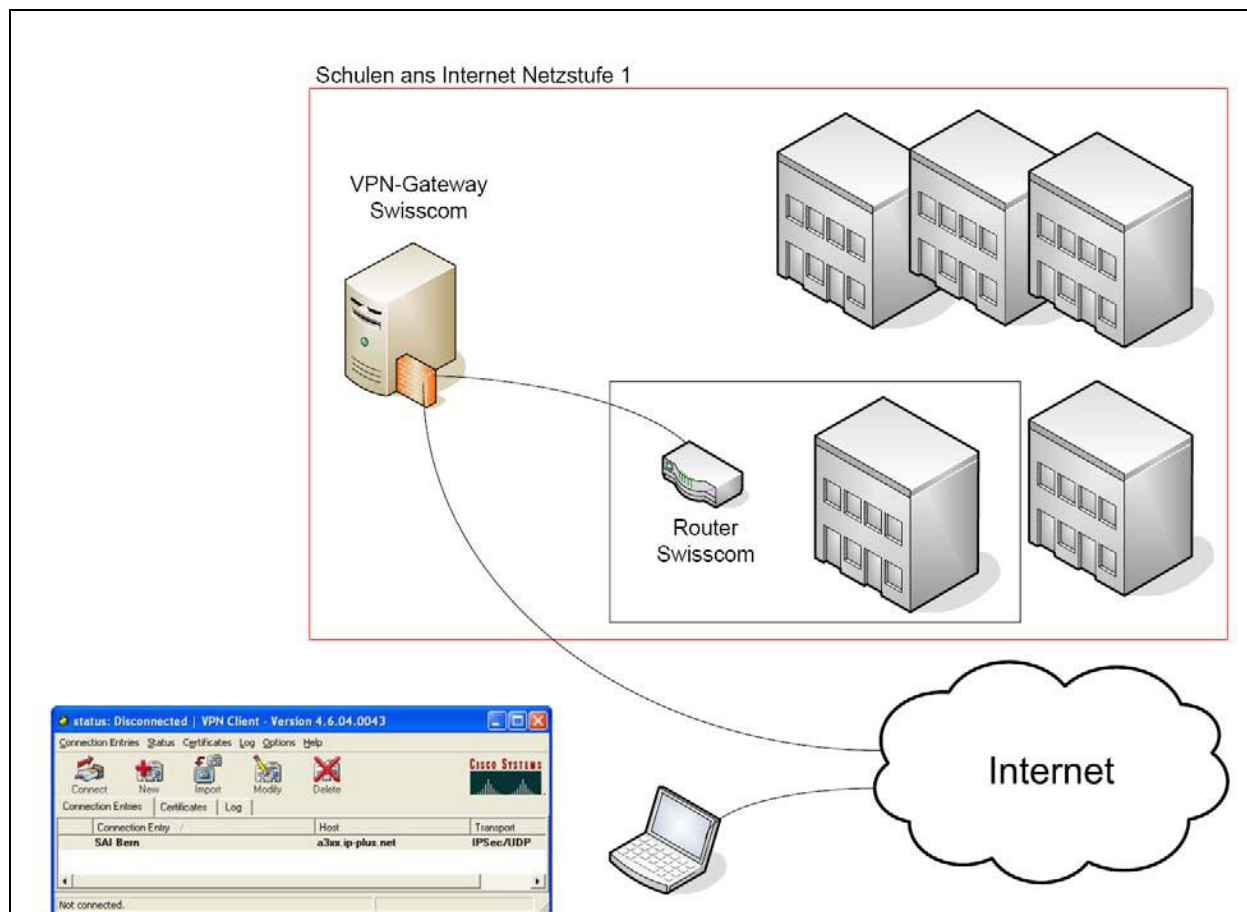 Schulen ans Internet Netzstufe 1
VPN-Gateway
Swisscom
Router
Swisscom
Internet
status: Disconnected | VPN Client - Version 4.6.04.0043
Connection Entries Status Certificates Log Options Help
Connect New Import Modify Delete
CISCO SYSTEMS
Connection Entries Certificates Log
Connection Entry Host Transport
SAI Bern a3xx.ip-plus.net IPSec/UDP
Not connected.